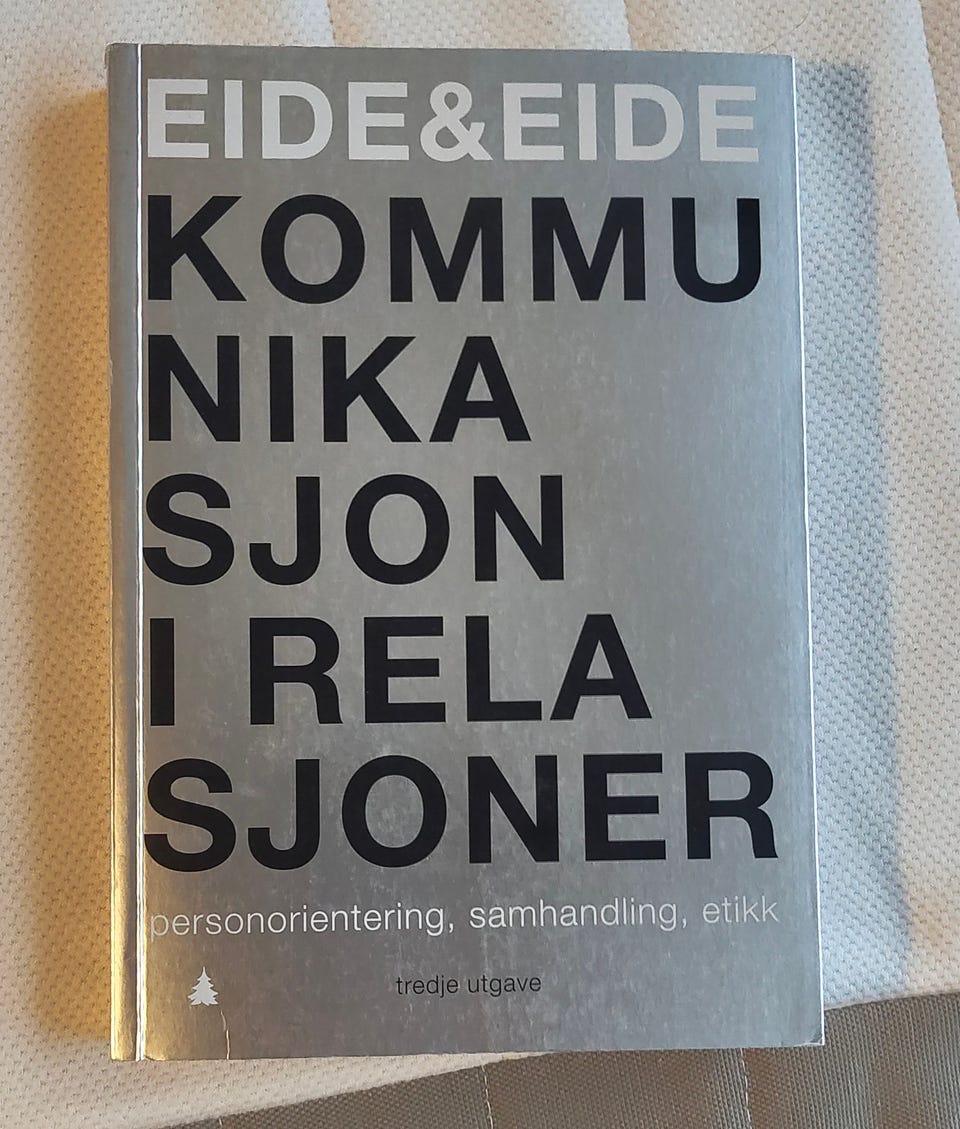 EIDE&EIDE
KOMMU
NIKA
SJON
I RELA
SJONER
personorientering, samhandling, etikk
tredje utgave